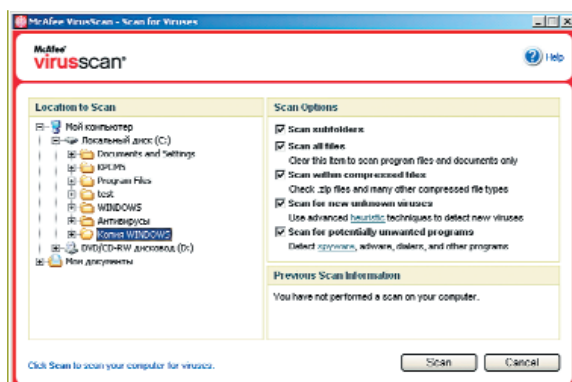 McAfee VirusScan - Scan for Viruses
McAfee
virusscan
Help
Location to Scan
Мой компьютер
Локальный диск (C:)
Documents and Settings
KPCMS
Program Files
test
WINDOWS
Антивирусы
Копия WINDOWS
DVD/CD-RW дисковод (D:)
Мои документы
Scan Options
Scan subfolders
Scan all files
Clear this item to scan program files and documents only
Scan within compressed files
Check .zip files and many other compressed file types
Scan for new unknown viruses
Use advanced heuristic techniques to detect new viruses
Scan for potentially unwanted programs
Detect spyware, adware, dialers, and other programs
Previous Scan Information
You have not performed a scan on your computer.
Click Scan to scan your computer for viruses.
Scan
Cancel